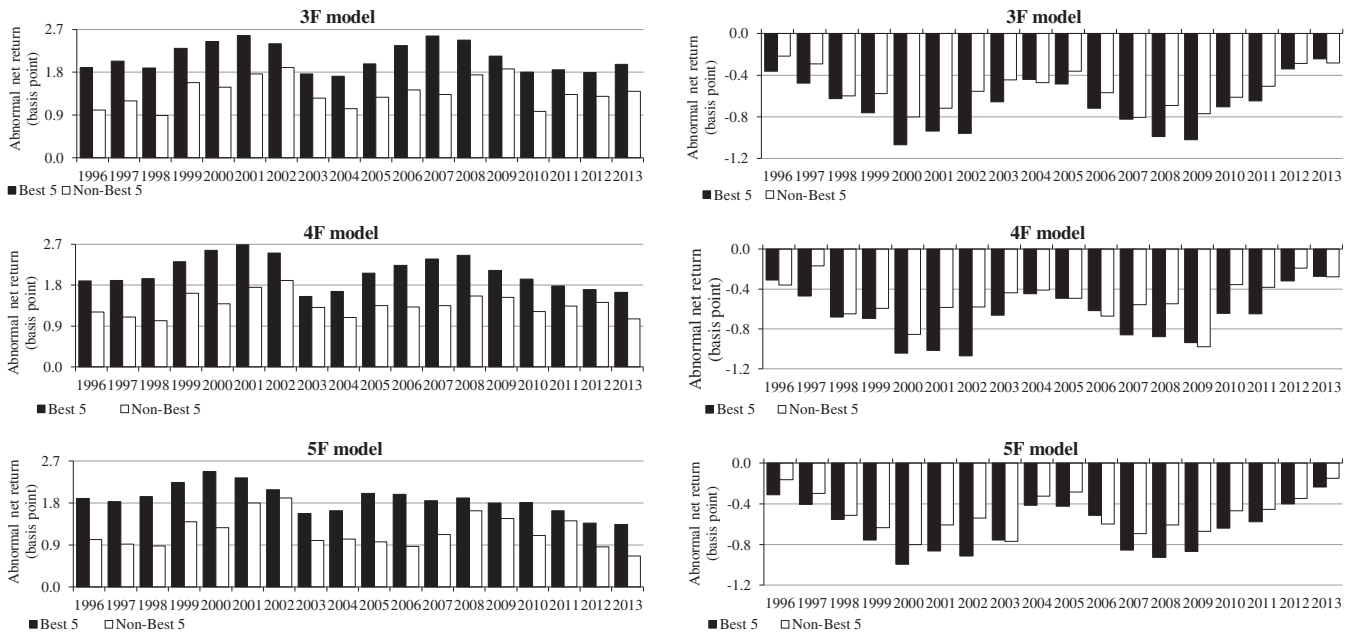 3F model
Abnormal net return
(basis point)
2.7
1.8
0.9
0.0
1996 1997 1998 1999 2000 2001 2002 2003 2004 2005 2006 2007 2008 2009 2010 2011 2012 2013
Best 5 Non-Best 5
3F model
Abnormal net return
(basis point)
0.0
-0.4
-0.8
-1.2
1996 1997 1998 1999 2000 2001 2002 2003 2004 2005 2006 2007 2008 2009 2010 2011 2012 2013
Best 5 Non-Best 5
4F model
Abnormal net return
(basis point)
2.7
1.8
0.9
0.0
1996 1997 1998 1999 2000 2001 2002 2003 2004 2005 2006 2007 2008 2009 2010 2011 2012 2013
Best 5 Non-Best 5
4F model
Abnormal net return
(basis point)
0.0
-0.4
-0.8
-1.2
1996 1997 1998 1999 2000 2001 2002 2003 2004 2005 2006 2007 2008 2009 2010 2011 2012 2013
Best 5 Non-Best 5
5F model
Abnormal net return
(basis point)
2.7
1.8
0.9
0.0
1996 1997 1998 1999 2000 2001 2002 2003 2004 2005 2006 2007 2008 2009 2010 2011 2012 2013
Best 5 Non-Best 5
5F model
Abnormal net return
(basis point)
0.0
-0.4
-0.8
-1.2
1996 1997 1998 1999 2000 2001 2002 2003 2004 2005 2006 2007 2008 2009 2010 2011 2012 2013
Best 5 Non-Best 5